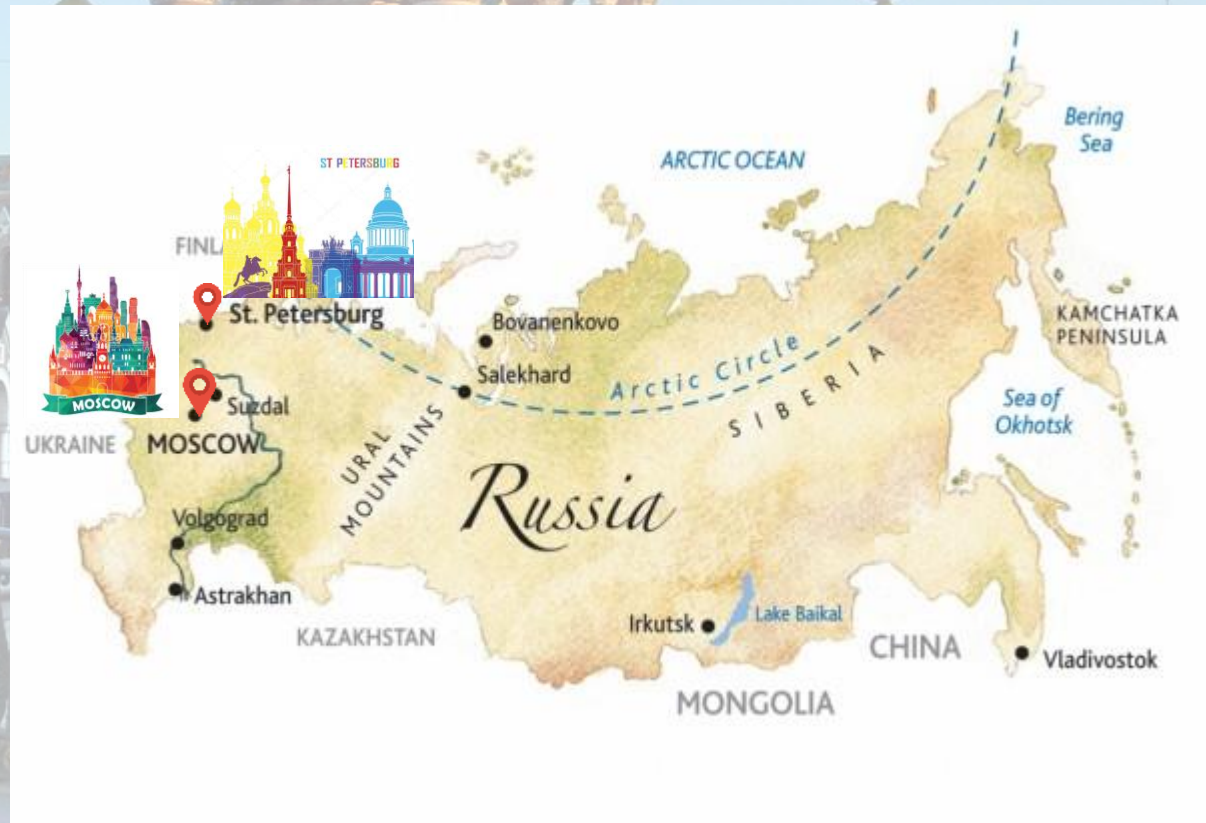 Bering
Sea
ARCTIC OCEAN
ST PETERSBURG
FINLA
St. Petersburg
Bovanenkovo
KAMCHATKA
PENINSULA
Arctic Circle
Salekhard
SIBERIA
Sea of
Okhotsk
MOSCOW
Suzdal
UKRAINE
MOSCOW
URAL
MOUNTAINS
Russia
Volgograd
Astrakhan
KAZAKHSTAN
Irkutsk
Lake Baikal
CHINA
Vladivostok
MONGOLIA